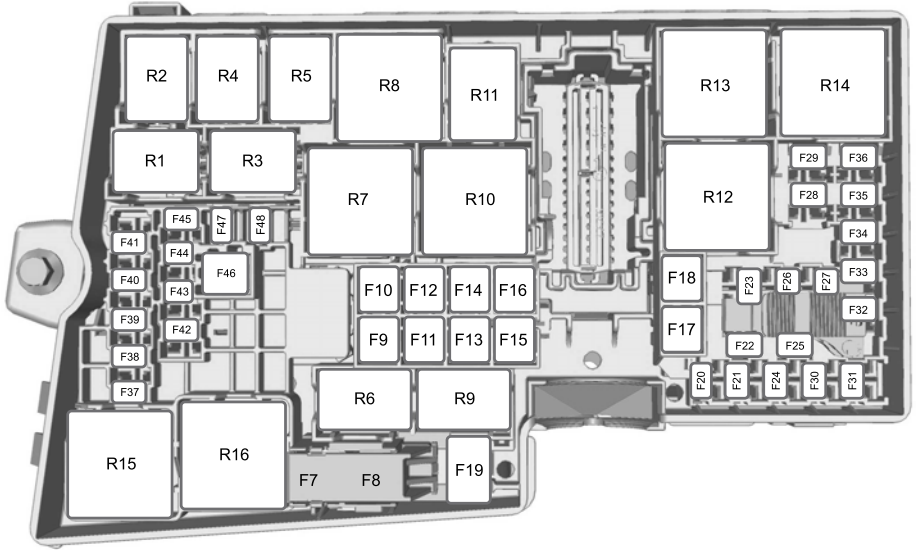 R2 R4 R5 R8 R11 R13 R14
R1 R3 R7 R10 R12 F29 F36
F28 F35
F45 F47 F48 F34
F41 F44 F46 F18 F23 F26 F27 F33
F40 F43 F10 F12 F14 F16 F32
F39 F42 F9 F11 F13 F15 F17 F22 F25
F38 F20 F21 F24 F30 F31
F37 R6 R9
R15 R16 F7 F8 F19